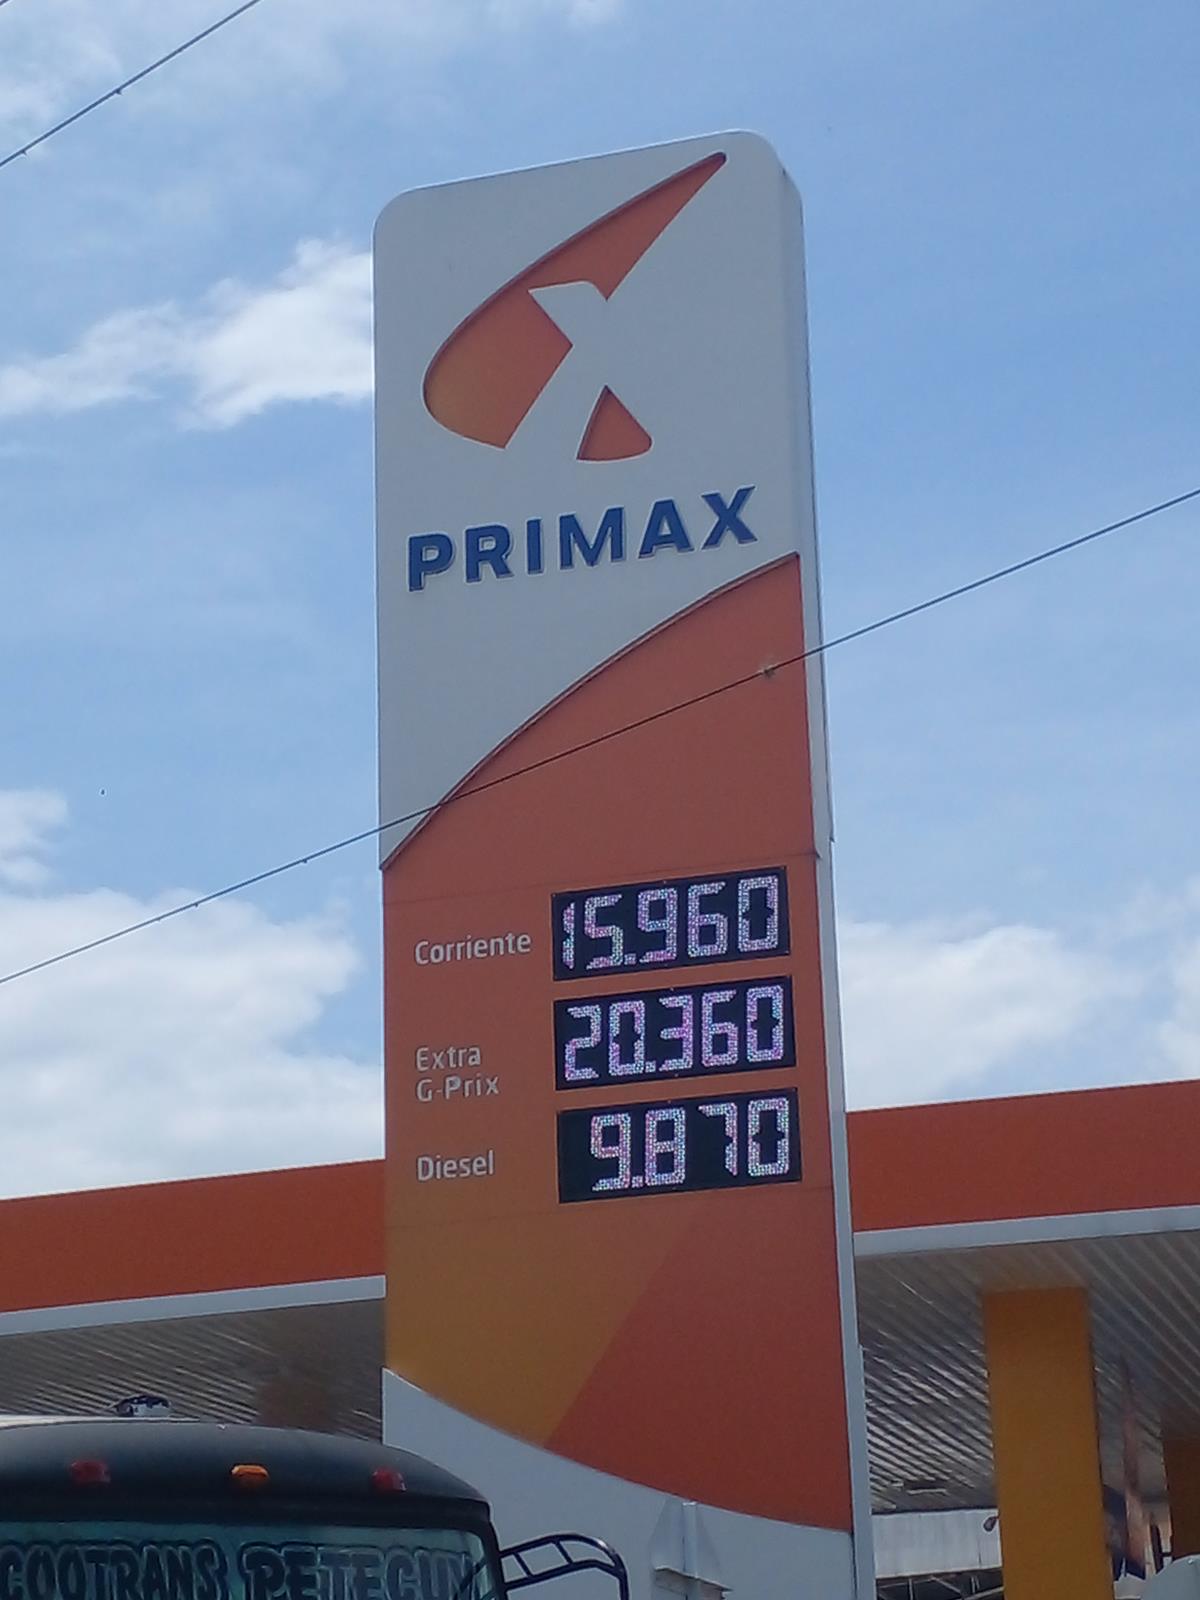 PRIMAX
Corriente 15.960
Extra
G-Prix 20.360
Diesel 9.870
COOTRANS PETECUY